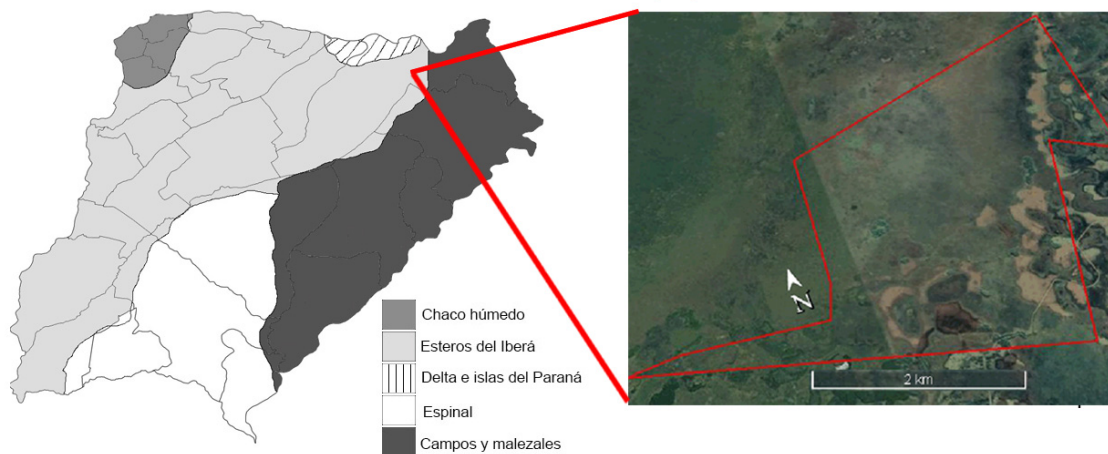 Chaco húmedo
Esteros del Iberá
Delta e islas del Paraná
Espinal
Campos y malezales
N
2 km